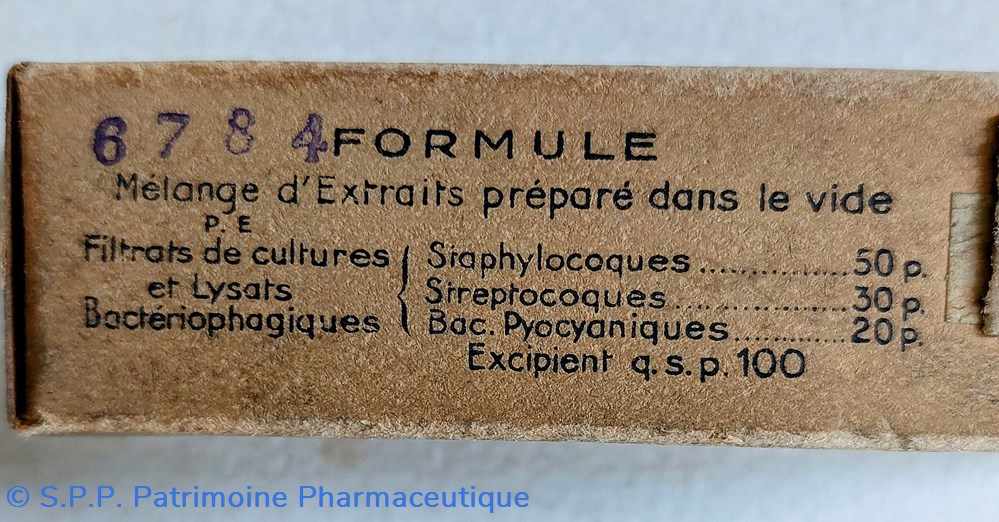 6784 FORMULE
Mélange d'Extraits préparé dans le vide
P. E
Filtrats de cultures
et Lysats
Bactériophagiques
Staphylocoques ............... 50 p.
Streptocoques ............... 30 p.
Bac. Pyocyaniques ............ 20 p.
Excipient q.s.p. 100
© S.P.P. Patrimoine Pharmaceutique